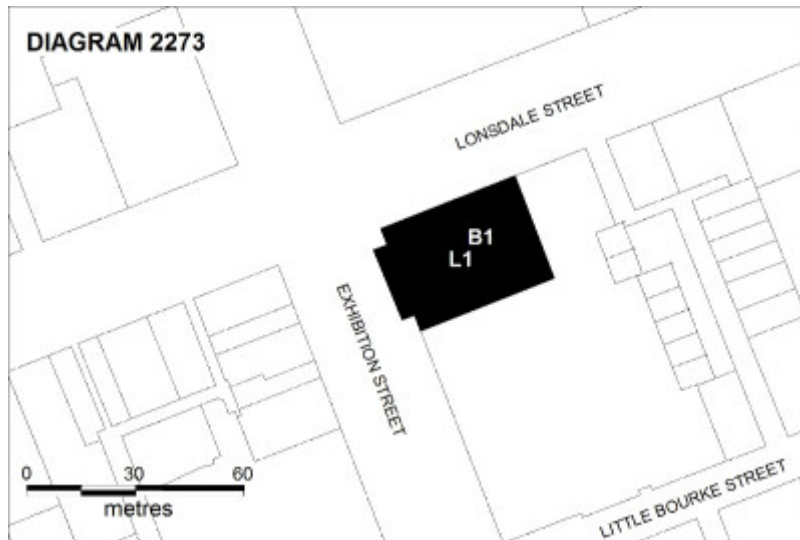 DIAGRAM 2273
LONSDALE STREET
B1
L1
EXHIBITION STREET
0 30 60
metres
LITTLE BOURKE STREET